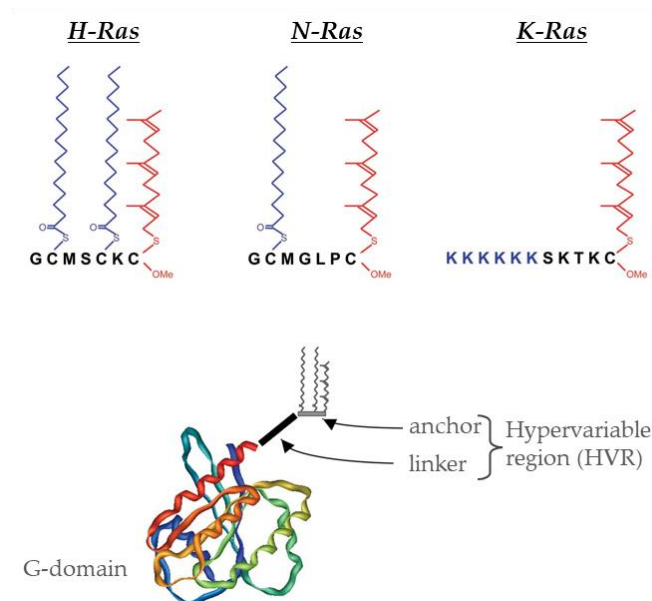 H-Ras N-Ras K-Ras
O S O S S O S S S
GCMSCKC GCMGLPC KKKKKKSKTKC
OMe OMe OMe
anchor
linker
Hypervariable
region (HVR)
G-domain